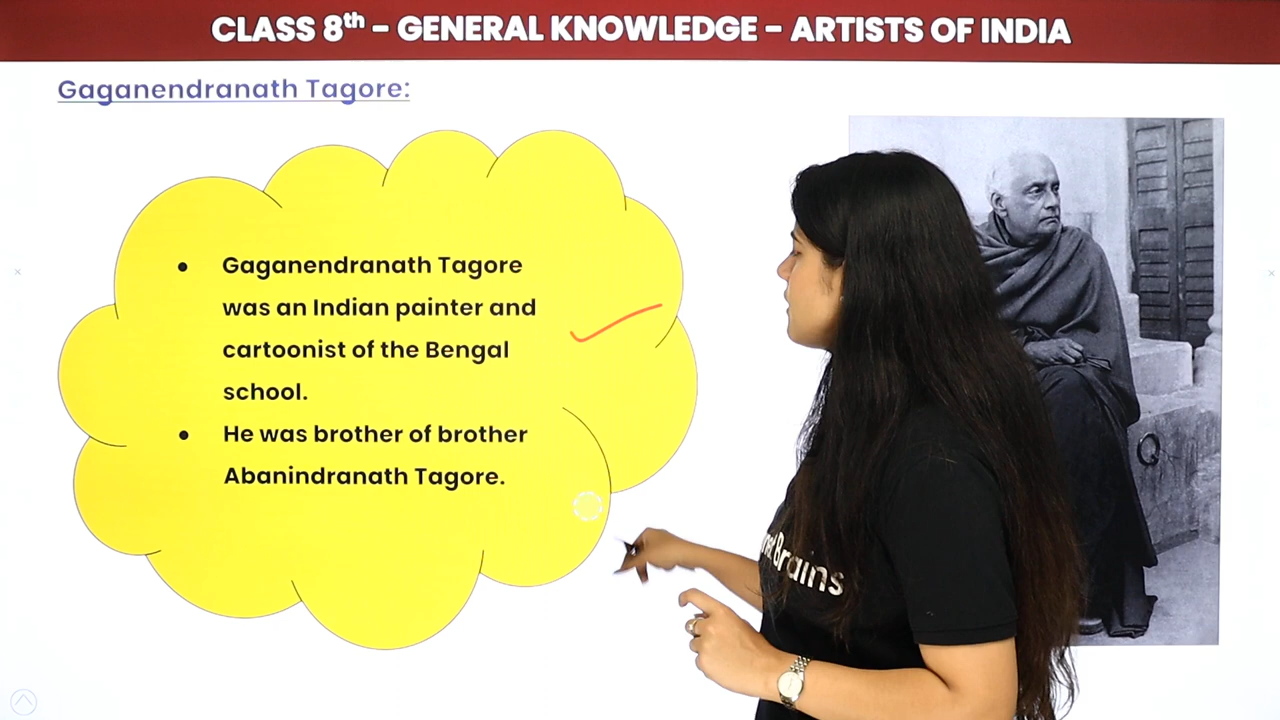 CLASS 8th - GENERAL KNOWLEDGE - ARTISTS OF INDIA
Gaganendranath Tagore:
• Gaganendranath Tagore
was an Indian painter and
cartoonist of the Bengal
school.
• He was brother of brother
Abanindranath Tagore.
Brains